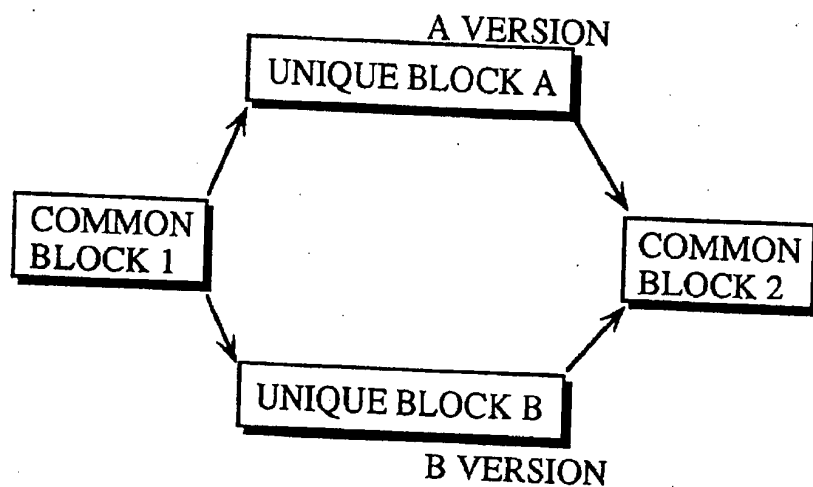 A VERSION
UNIQUE BLOCK A
COMMON
BLOCK 1
COMMON
BLOCK 2
UNIQUE BLOCK B
B VERSION